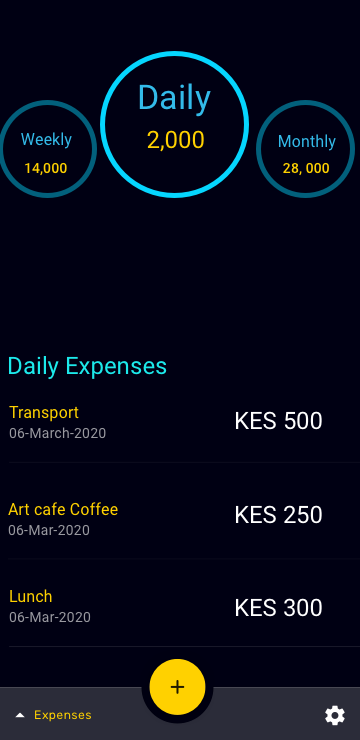 Daily
2,000
Weekly
14,000
Monthly
28, 000
Daily Expenses
Transport
06-March-2020
KES 500
Art cafe Coffee
06-Mar-2020
KES 250
Lunch
06-Mar-2020
KES 300
+
Expenses